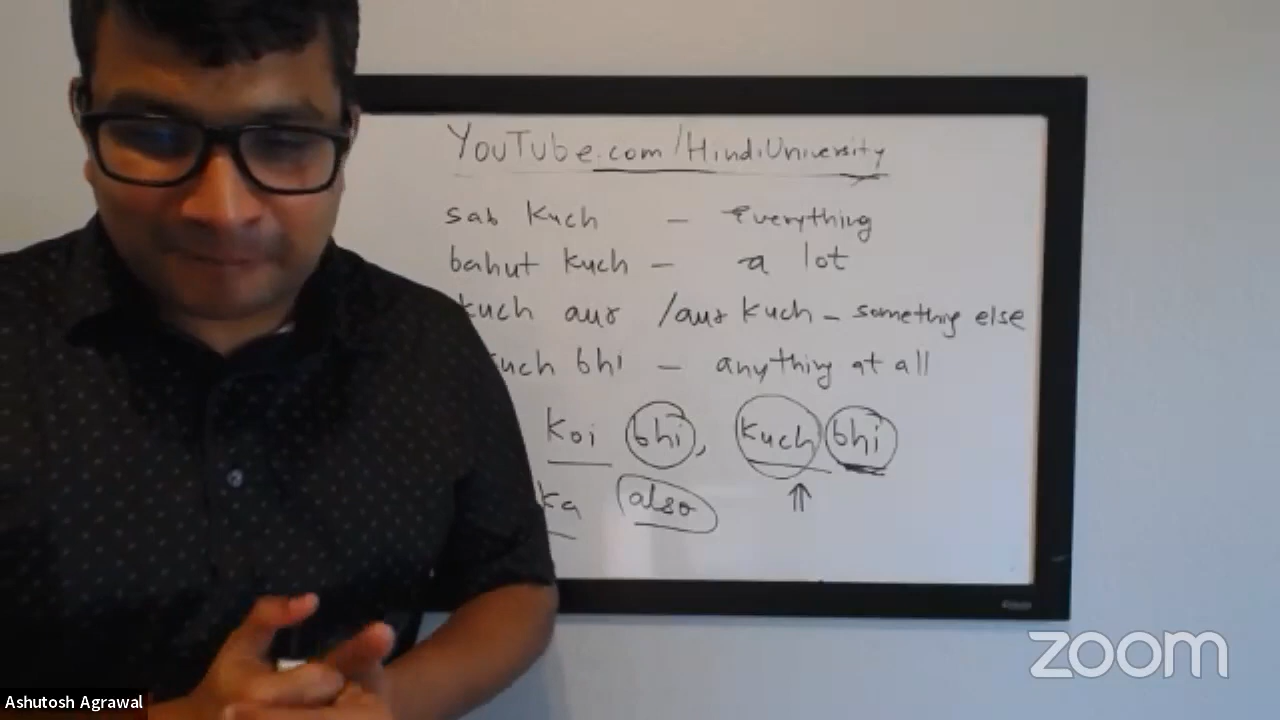 YouTube.com/HindiUniversity
sab kuch - Everything
bahut kuch - a lot
kuch aur /aur kuch - something else
kuch bhi - anything at all
koi bhi, kuch bhi
ka also
zoom
Ashutosh Agrawal